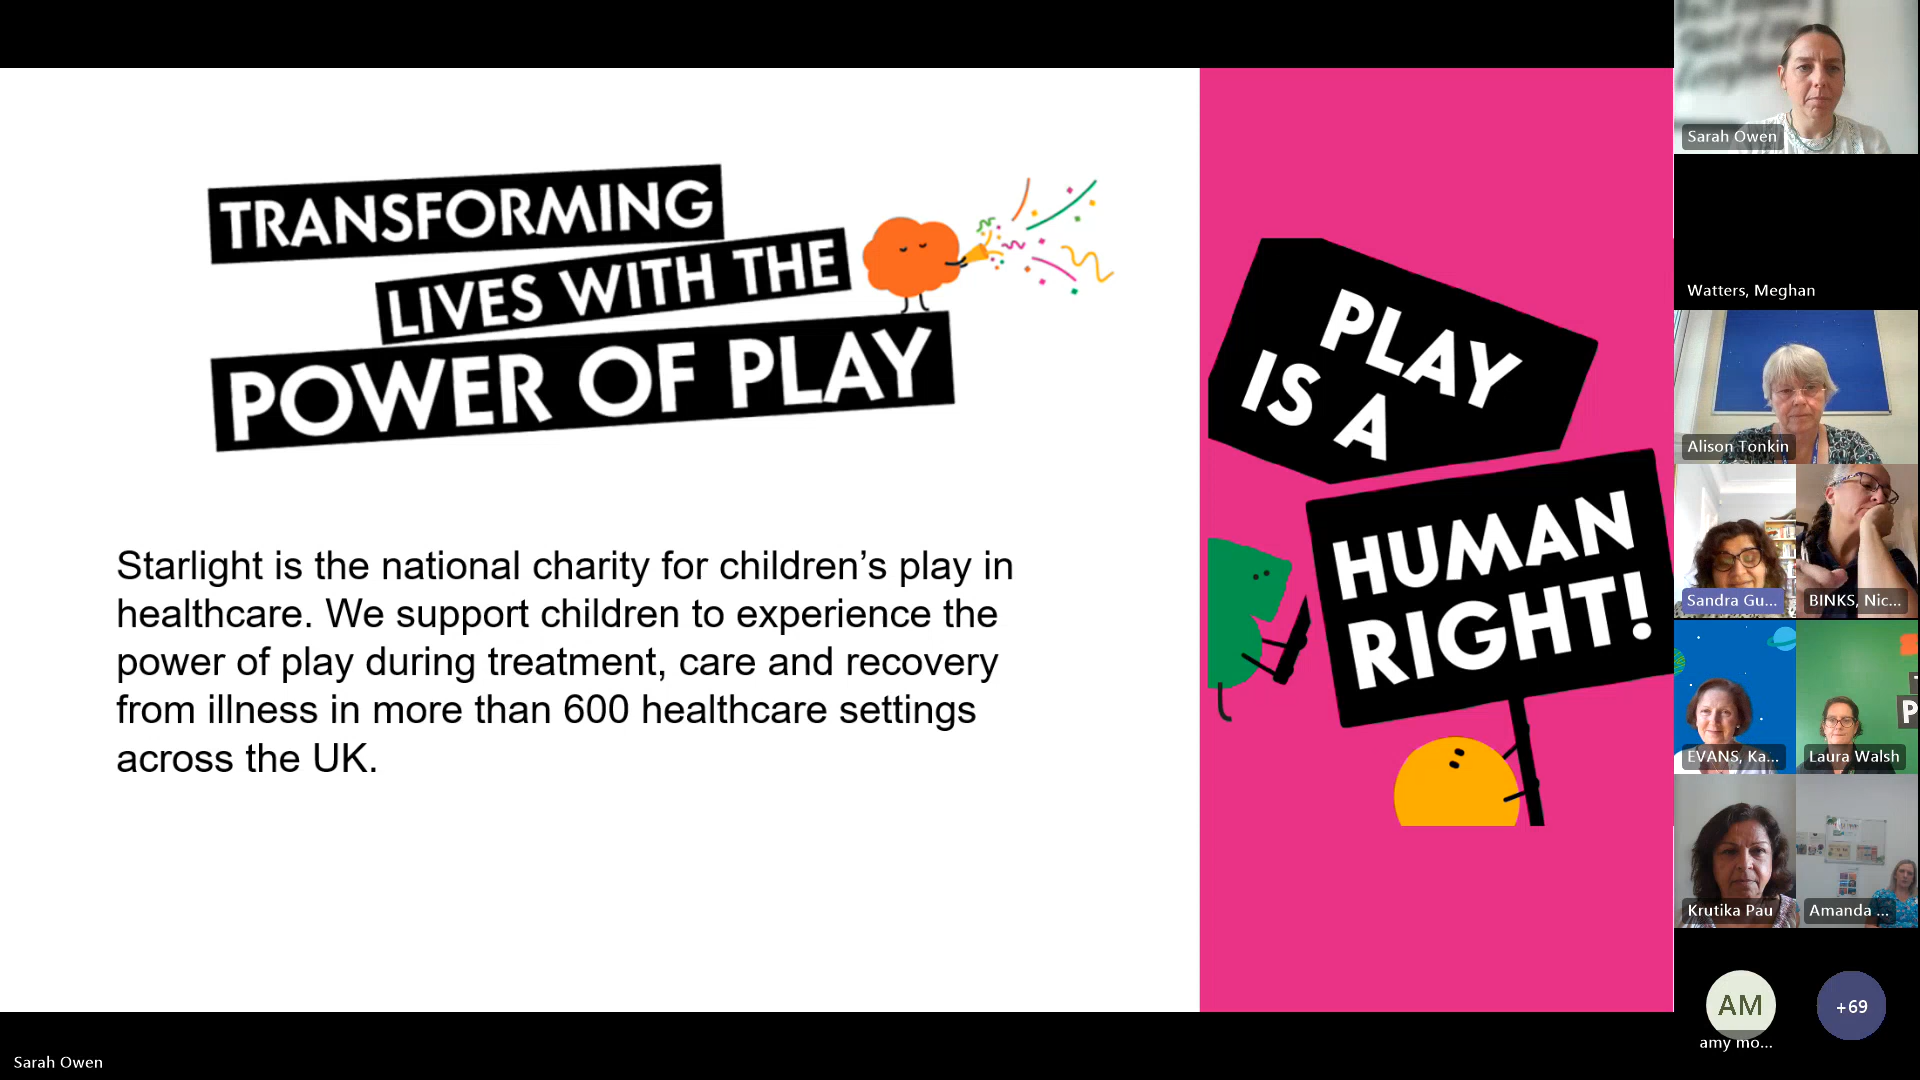 TRANSFORMING
LIVES WITH THE
POWER OF PLAY
Starlight is the national charity for children’s play in
healthcare. We support children to experience the
power of play during treatment, care and recovery
from illness in more than 600 healthcare settings
across the UK.
PLAY
IS A
HUMAN
RIGHT!
Sarah Owen
Watters, Meghan
Alison Tonkin
Sandra Gu...
BINKS, Nic...
EVANS, Ka...
Laura Walsh
Krutika Pau
Amanda ...
AM
amy mo...
+69
Sarah Owen